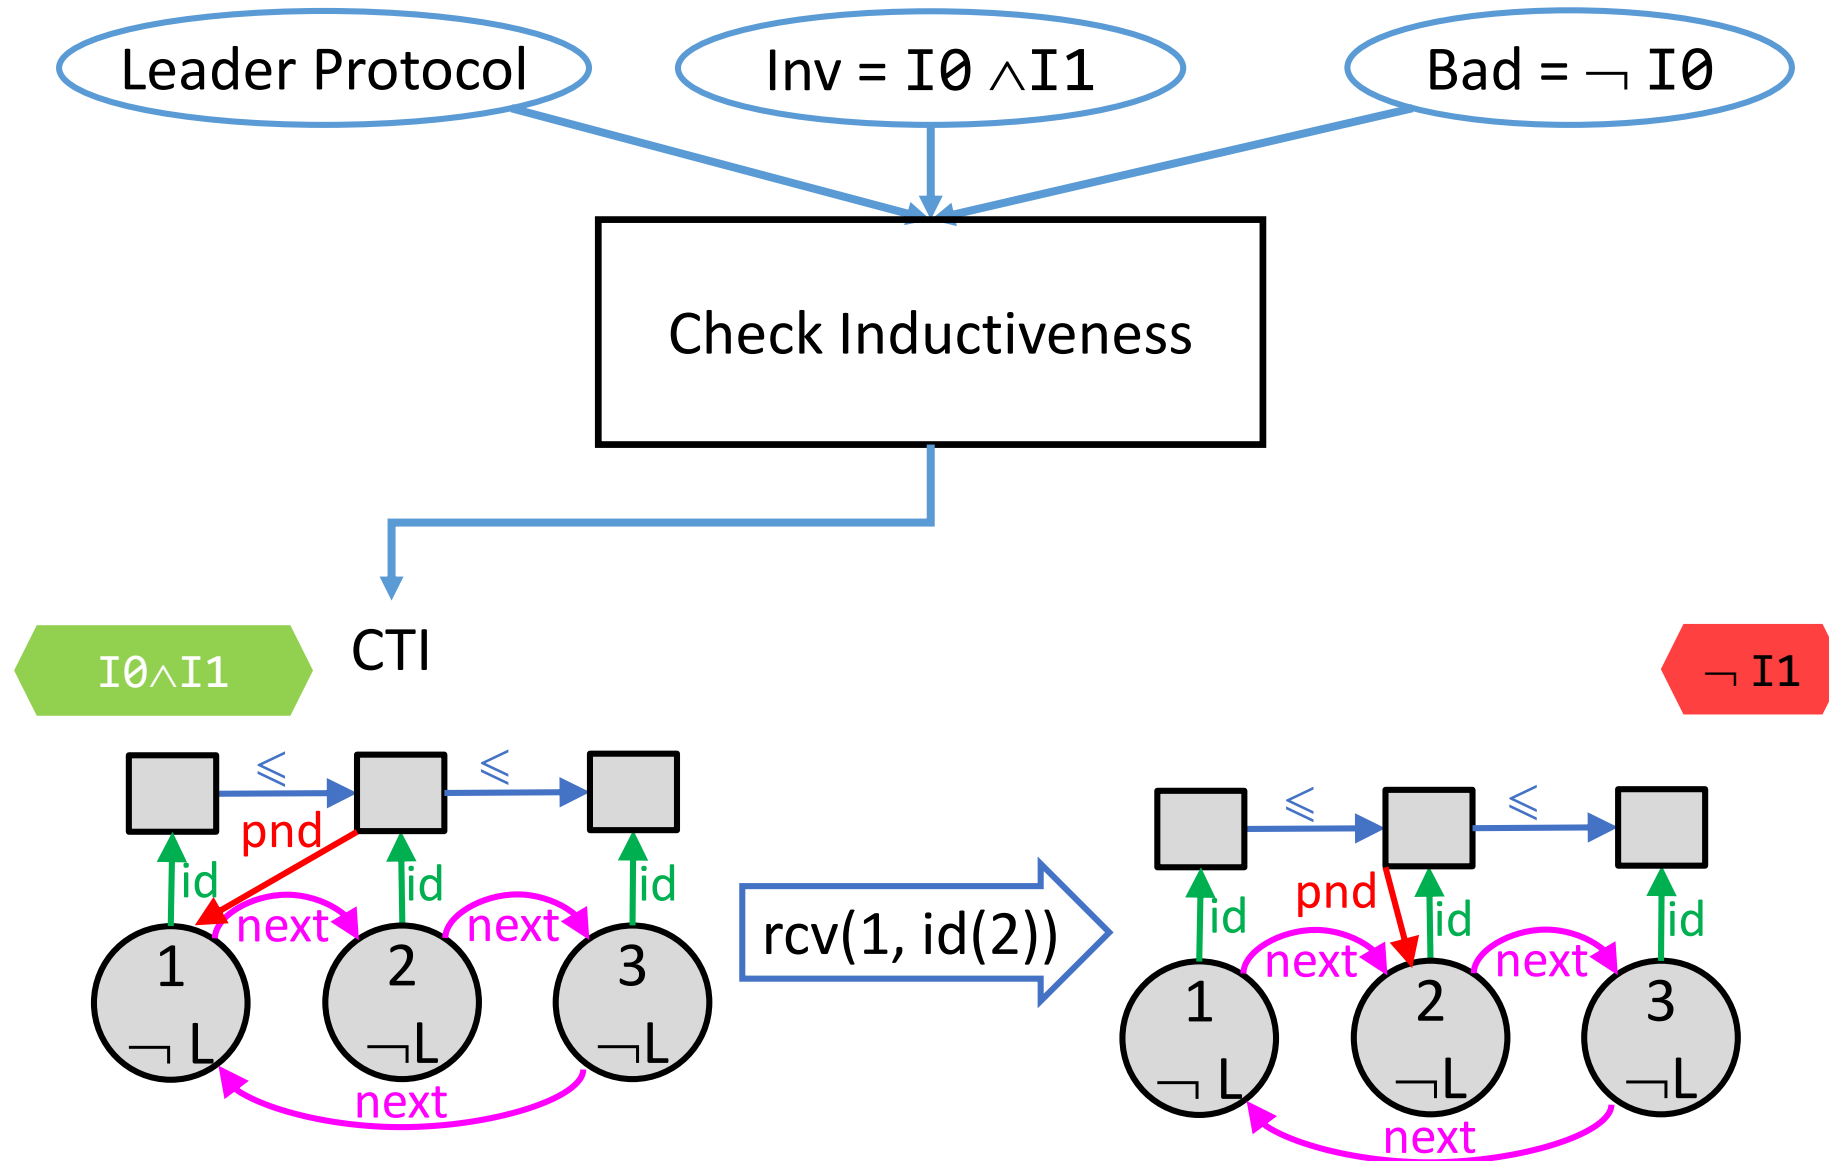 Leader Protocol
Inv = I0 ∧I1
Bad = ¬ I0
Check Inductiveness
CTI
I0∧I1
¬ I1
⩽ ⩽
pnd
id id id
next next
1 2 3
¬ L ¬L ¬L
next
rcv(1, id(2))
⩽ ⩽
pnd
id id id
next next
1 2 3
¬ L ¬L ¬L
next